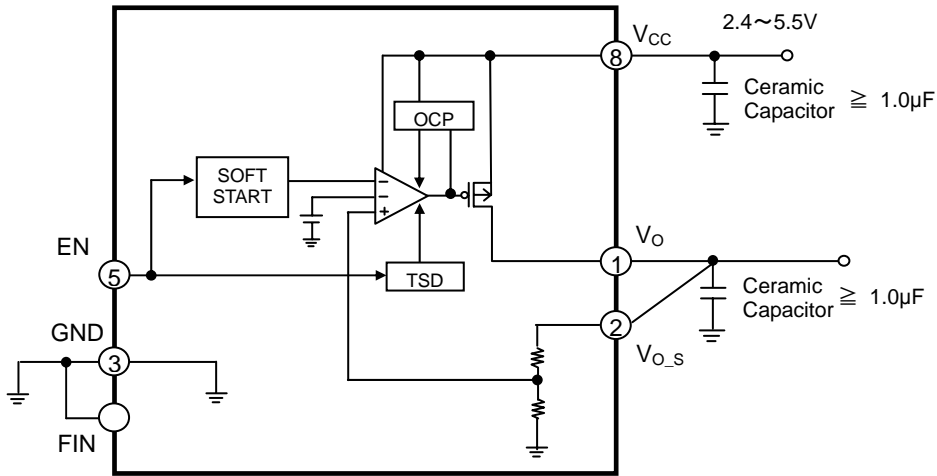 2.4～5.5V
VCC
8
Ceramic
Capacitor ≧ 1.0µF
OCP
SOFT
START
−
−
+
EN
5
TSD
VO
1
Ceramic
Capacitor ≧ 1.0µF
2
VO_S
GND
3
FIN